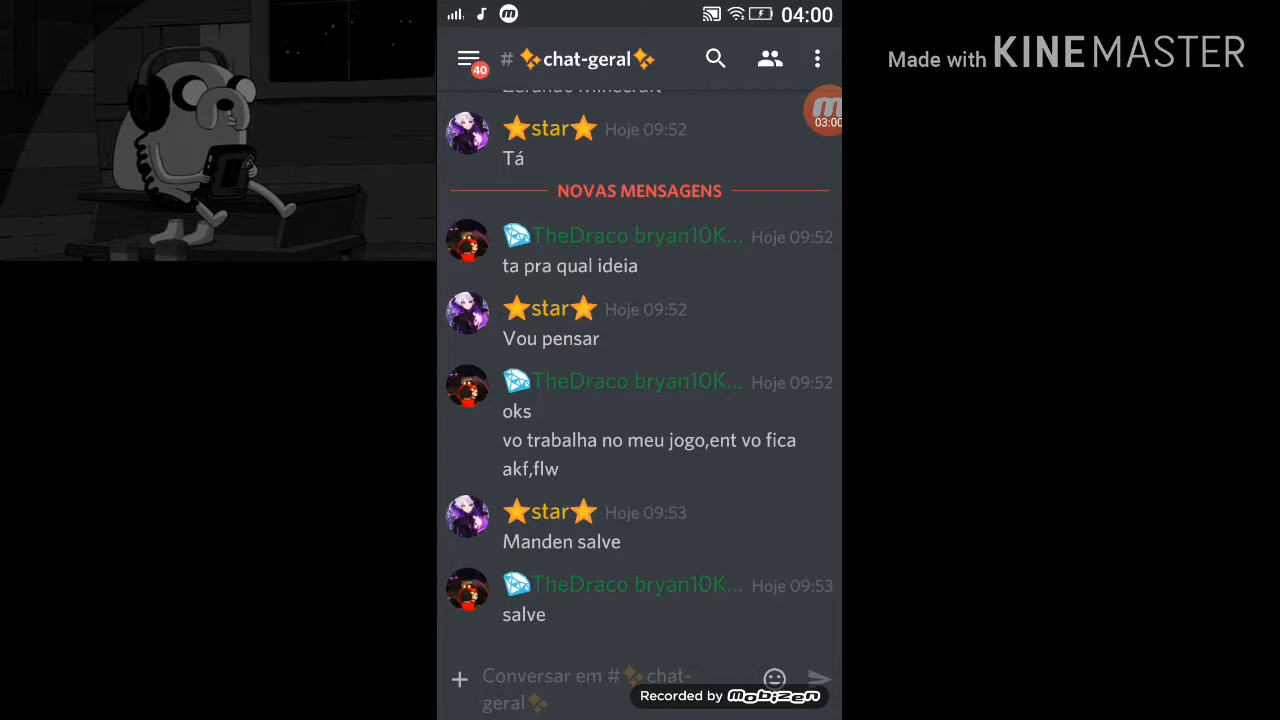 04:00
# ✨chat-geral✨
40
Made with KINEMASTER
03:00
⭐star⭐ Hoje 09:52
Tá
NOVAS MENSAGENS
💎TheDraco bryan10K... Hoje 09:52
ta pra qual ideia
⭐star⭐ Hoje 09:52
Vou pensar
💎TheDraco bryan10K... Hoje 09:52
oks
vo trabalha no meu jogo,ent vo fica
akf,flw
⭐star⭐ Hoje 09:53
Manden salve
💎TheDraco bryan10K... Hoje 09:53
salve
Conversar em #✨chat-
geral✨
Recorded by mobizen